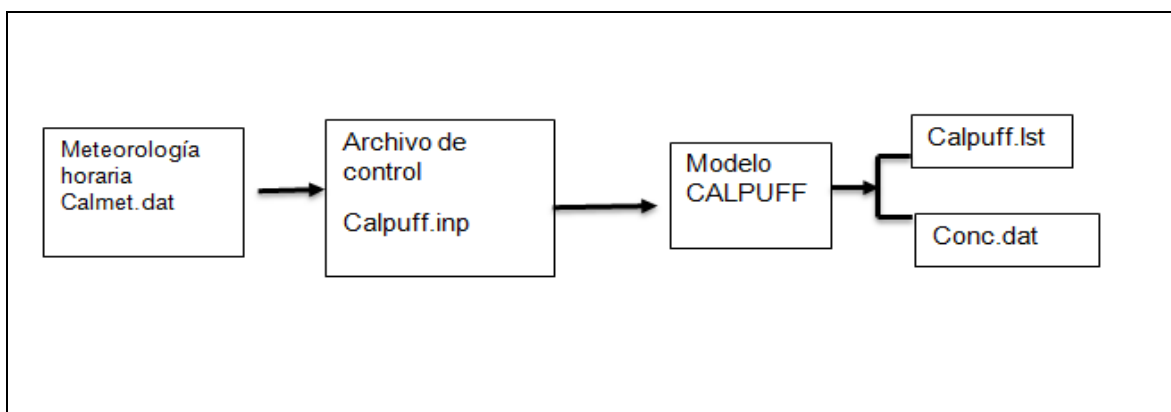 Meteorología
horaria
Calmet.dat
Archivo de
control
Calpuff.inp
Modelo
CALPUFF
Calpuff.lst
Conc.dat